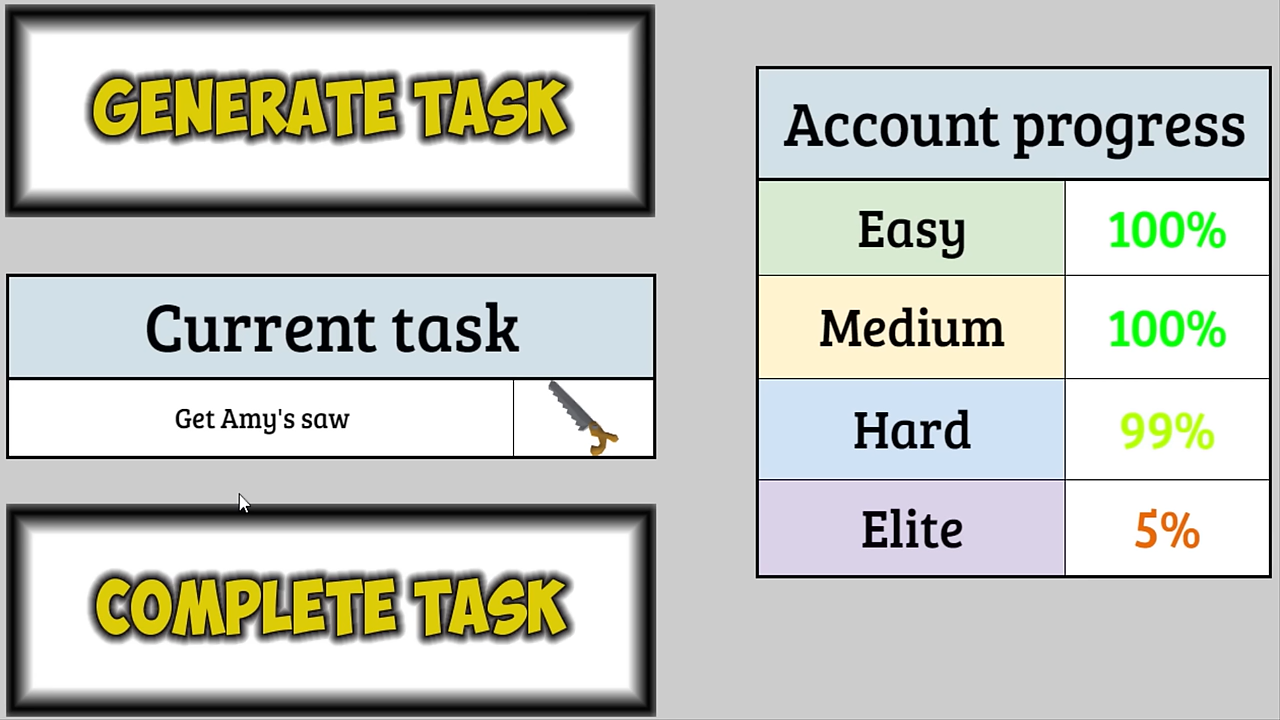 GENERATE TASK
Current task
Get Amy's saw
COMPLETE TASK
Account progress
Easy 100%
Medium 100%
Hard 99%
Elite 5%